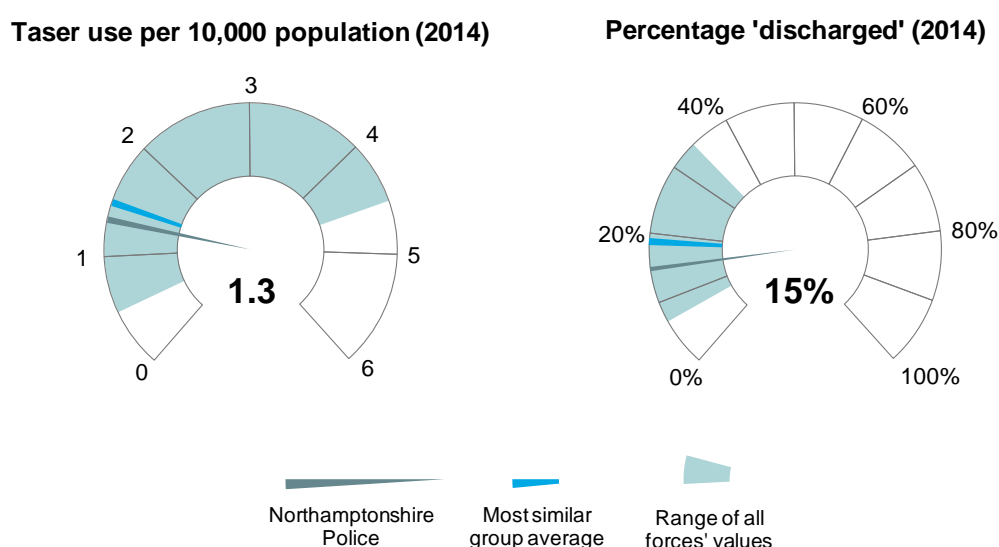 Taser use per 10,000 population (2014)
0
1
2
3
4
5
6
1.3
Percentage 'discharged' (2014)
0%
20%
40%
60%
80%
100%
15%
Northamptonshire
Police
Most similar
group average
Range of all
forces' values